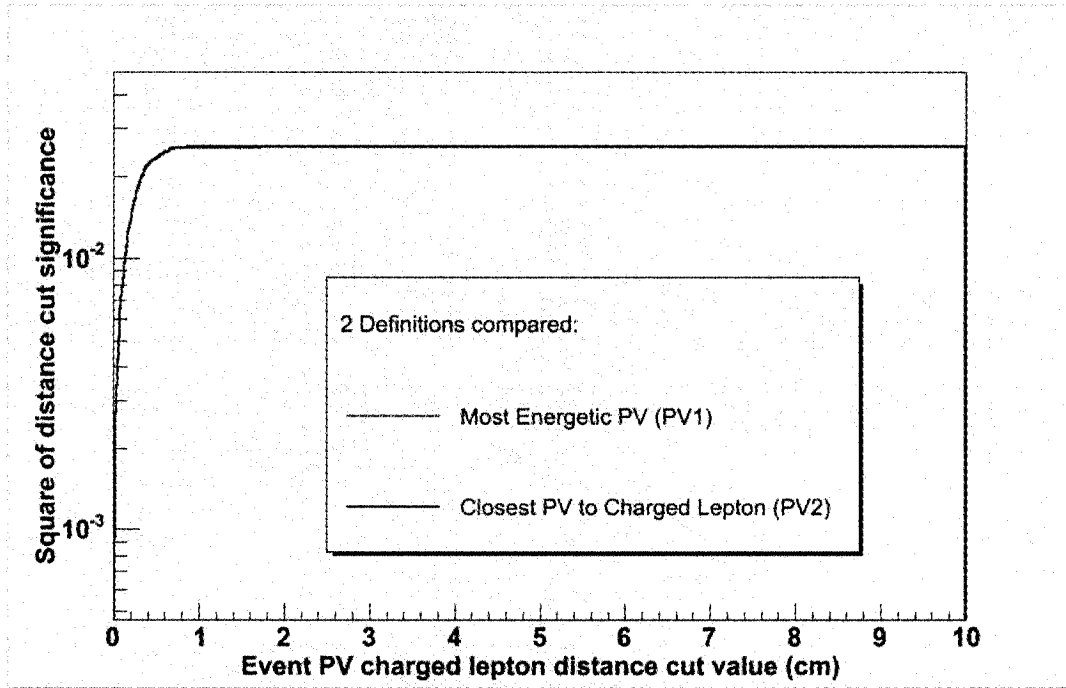 Square of distance cut significance
10-2
10-3
2 Definitions compared:
Most Energetic PV (PV1)
Closest PV to Charged Lepton (PV2)
0 1 2 3 4 5 6 7 8 9 10
Event PV charged lepton distance cut value (cm)